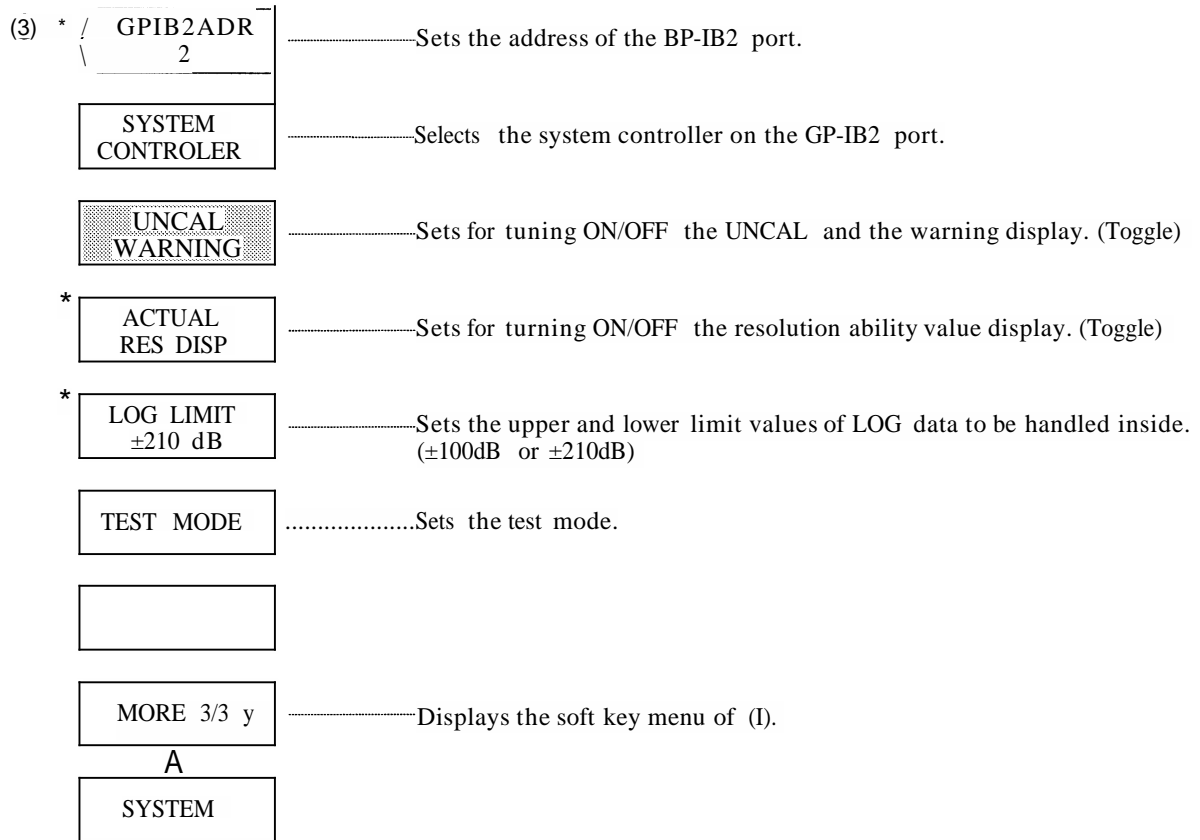 (3) * / GPIB2ADR
\ 2 Sets the address of the BP-IB2 port.
SYSTEM
CONTROLER Selects the system controller on the GP-IB2 port.
UNCAL
WARNING Sets for tuning ON/OFF the UNCAL and the warning display. (Toggle)
*
ACTUAL
RES DISP Sets for turning ON/OFF the resolution ability value display. (Toggle)
*
LOG LIMIT
±210 dB Sets the upper and lower limit values of LOG data to be handled inside.
(±100dB or ±210dB)
TEST MODE ....................Sets the test mode.
MORE 3/3 y Displays the soft key menu of (I).
A
SYSTEM